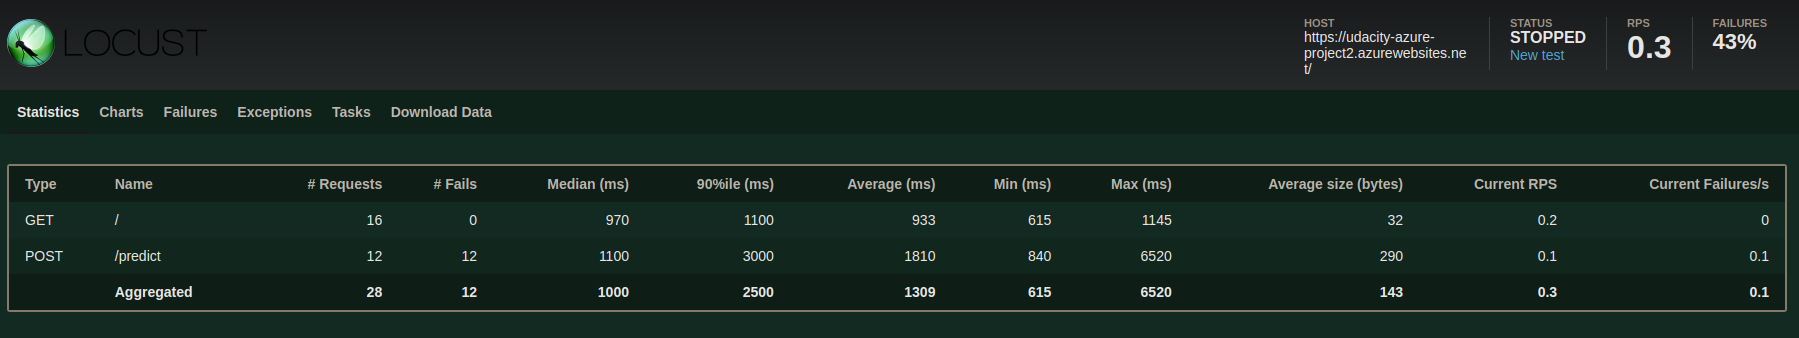 LOCUST
HOST
https://udacity-azure-
project2.azurewebsites.ne
t/
STATUS
STOPPED
New test
RPS
0.3
FAILURES
43%
Statistics Charts Failures Exceptions Tasks Download Data
Type Name # Requests # Fails Median (ms) 90%ile (ms) Average (ms) Min (ms) Max (ms) Average size (bytes) Current RPS Current Failures/s
GET / 16 0 970 1100 933 615 1145 32 0.2 0
POST /predict 12 12 1100 3000 1810 840 6520 290 0.1 0.1
Aggregated 28 12 1000 2500 1309 615 6520 143 0.3 0.1